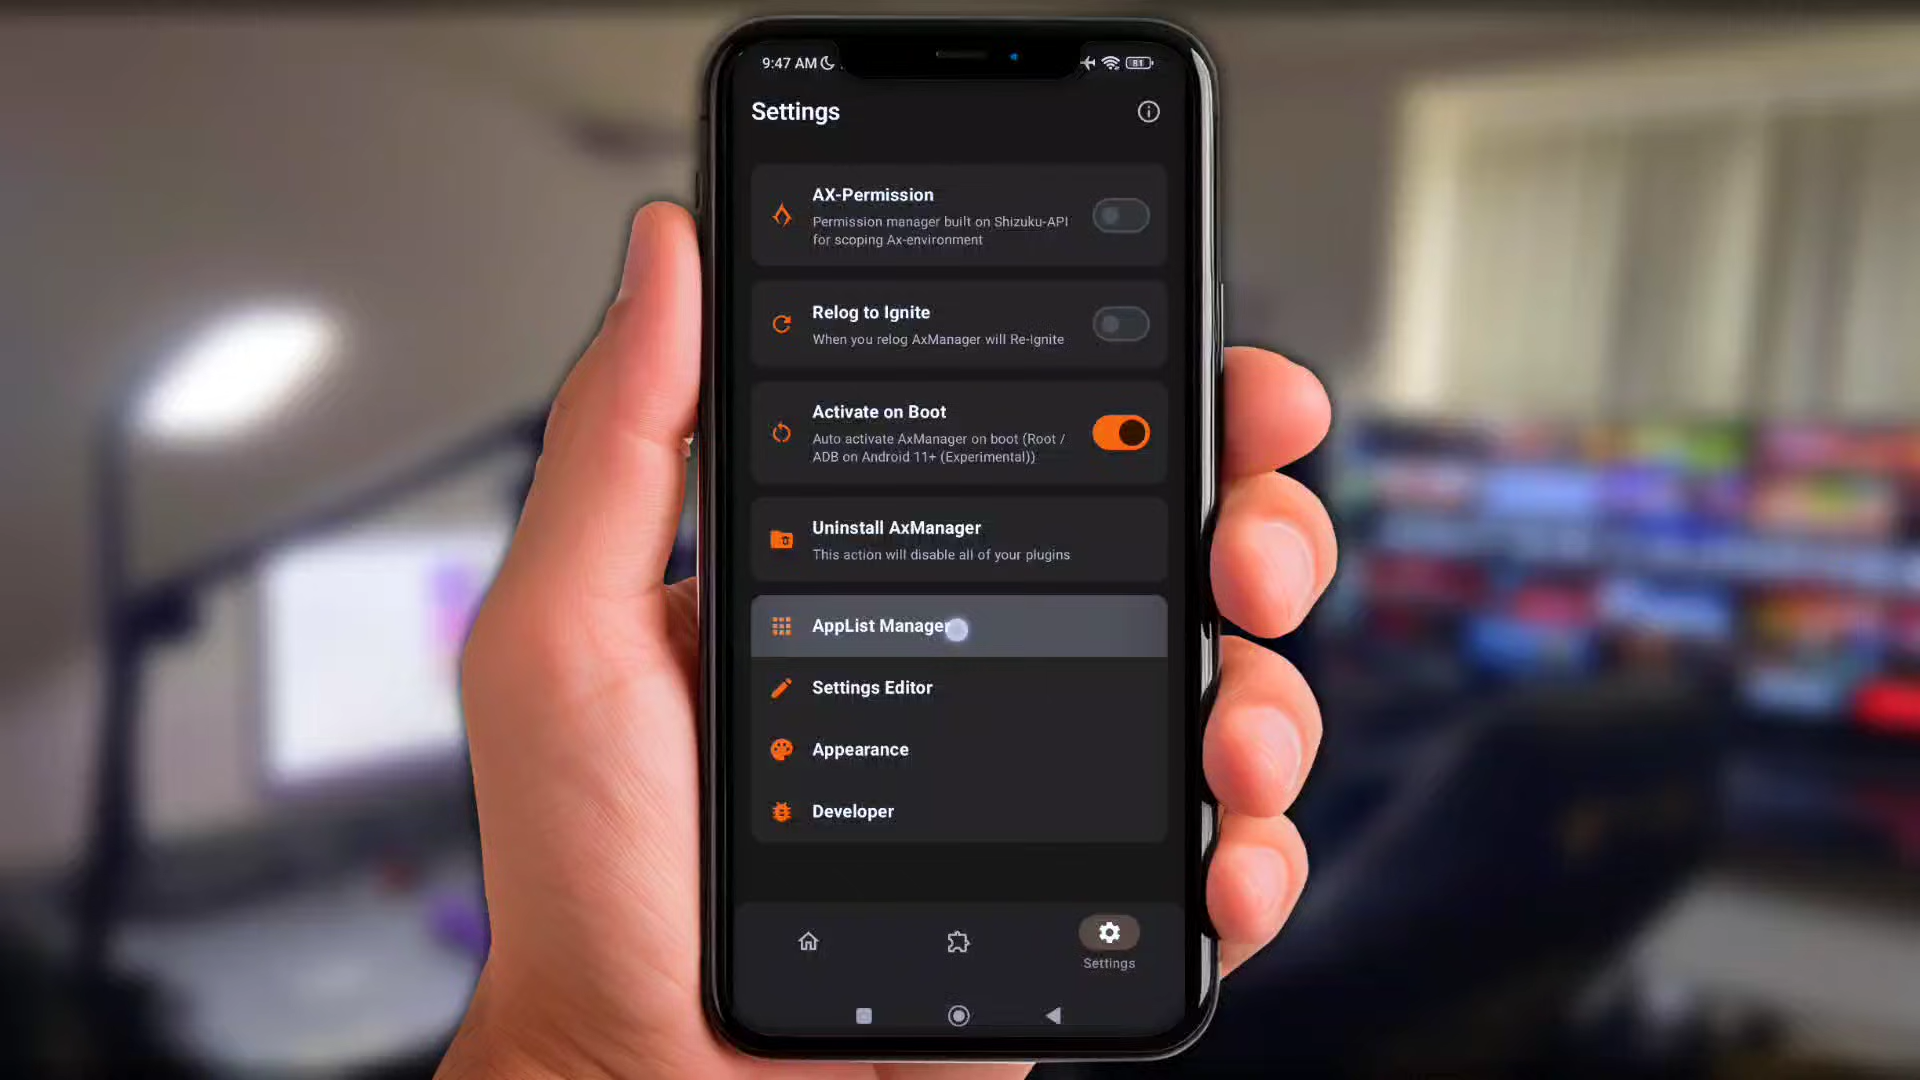 9:47 AM
81
Settings
AX-Permission
Permission manager built on Shizuku-API
for scoping Ax-environment
Relog to Ignite
When you relog AxManager will Re-Ignite
Activate on Boot
Auto activate AxManager on boot (Root /
ADB on Android 11+ (Experimental))
Uninstall AxManager
This action will disable all of your plugins
AppList Manager
Settings Editor
Appearance
Developer
Settings